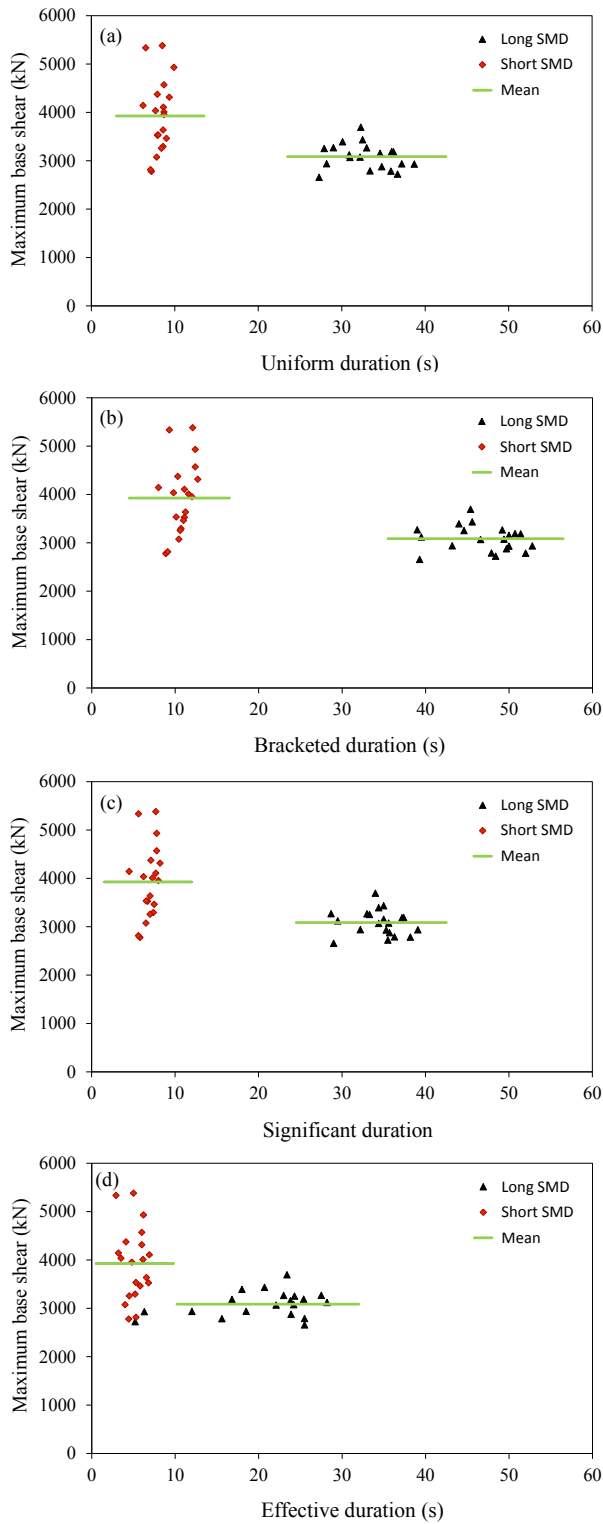 (a)
Long SMD
Short SMD
Mean
Maximum base shear (kN)
6000
5000
4000
3000
2000
1000
0
0 10 20 30 40 50 60
Uniform duration (s)
(b)
Long SMD
Short SMD
Mean
Maximum base shear (kN)
6000
5000
4000
3000
2000
1000
0
0 10 20 30 40 50 60
Bracketed duration (s)
(c)
Long SMD
Short SMD
Mean
Maximum base shear (kN)
6000
5000
4000
3000
2000
1000
0
0 10 20 30 40 50 60
Significant duration
(d)
Long SMD
Short SMD
Mean
Maximum base shear (kN)
6000
5000
4000
3000
2000
1000
0
0 10 20 30 40 50 60
Effective duration (s)